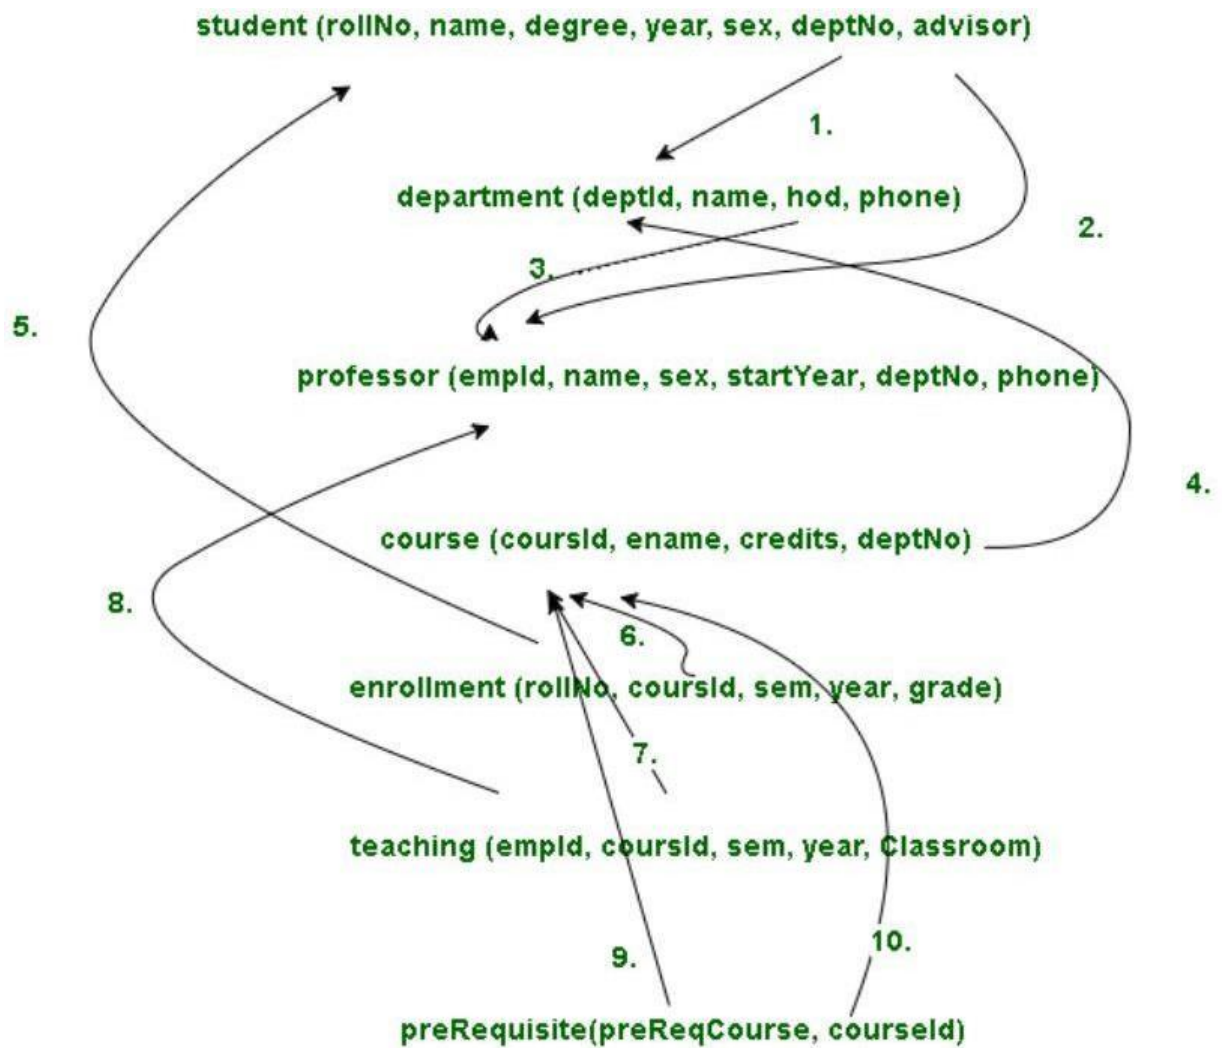 student (rollNo, name, degree, year, sex, deptNo, advisor)
1.
department (deptId, name, hod, phone)
2.
3.
5.
professor (empId, name, sex, startYear, deptNo, phone)
4.
course (coursId, ename, credits, deptNo)
8.
6.
enrollment (rollNo, coursId, sem, year, grade)
7.
teaching (empId, coursId, sem, year, Classroom)
10.
9.
preRequisite(preReqCourse, courseId)